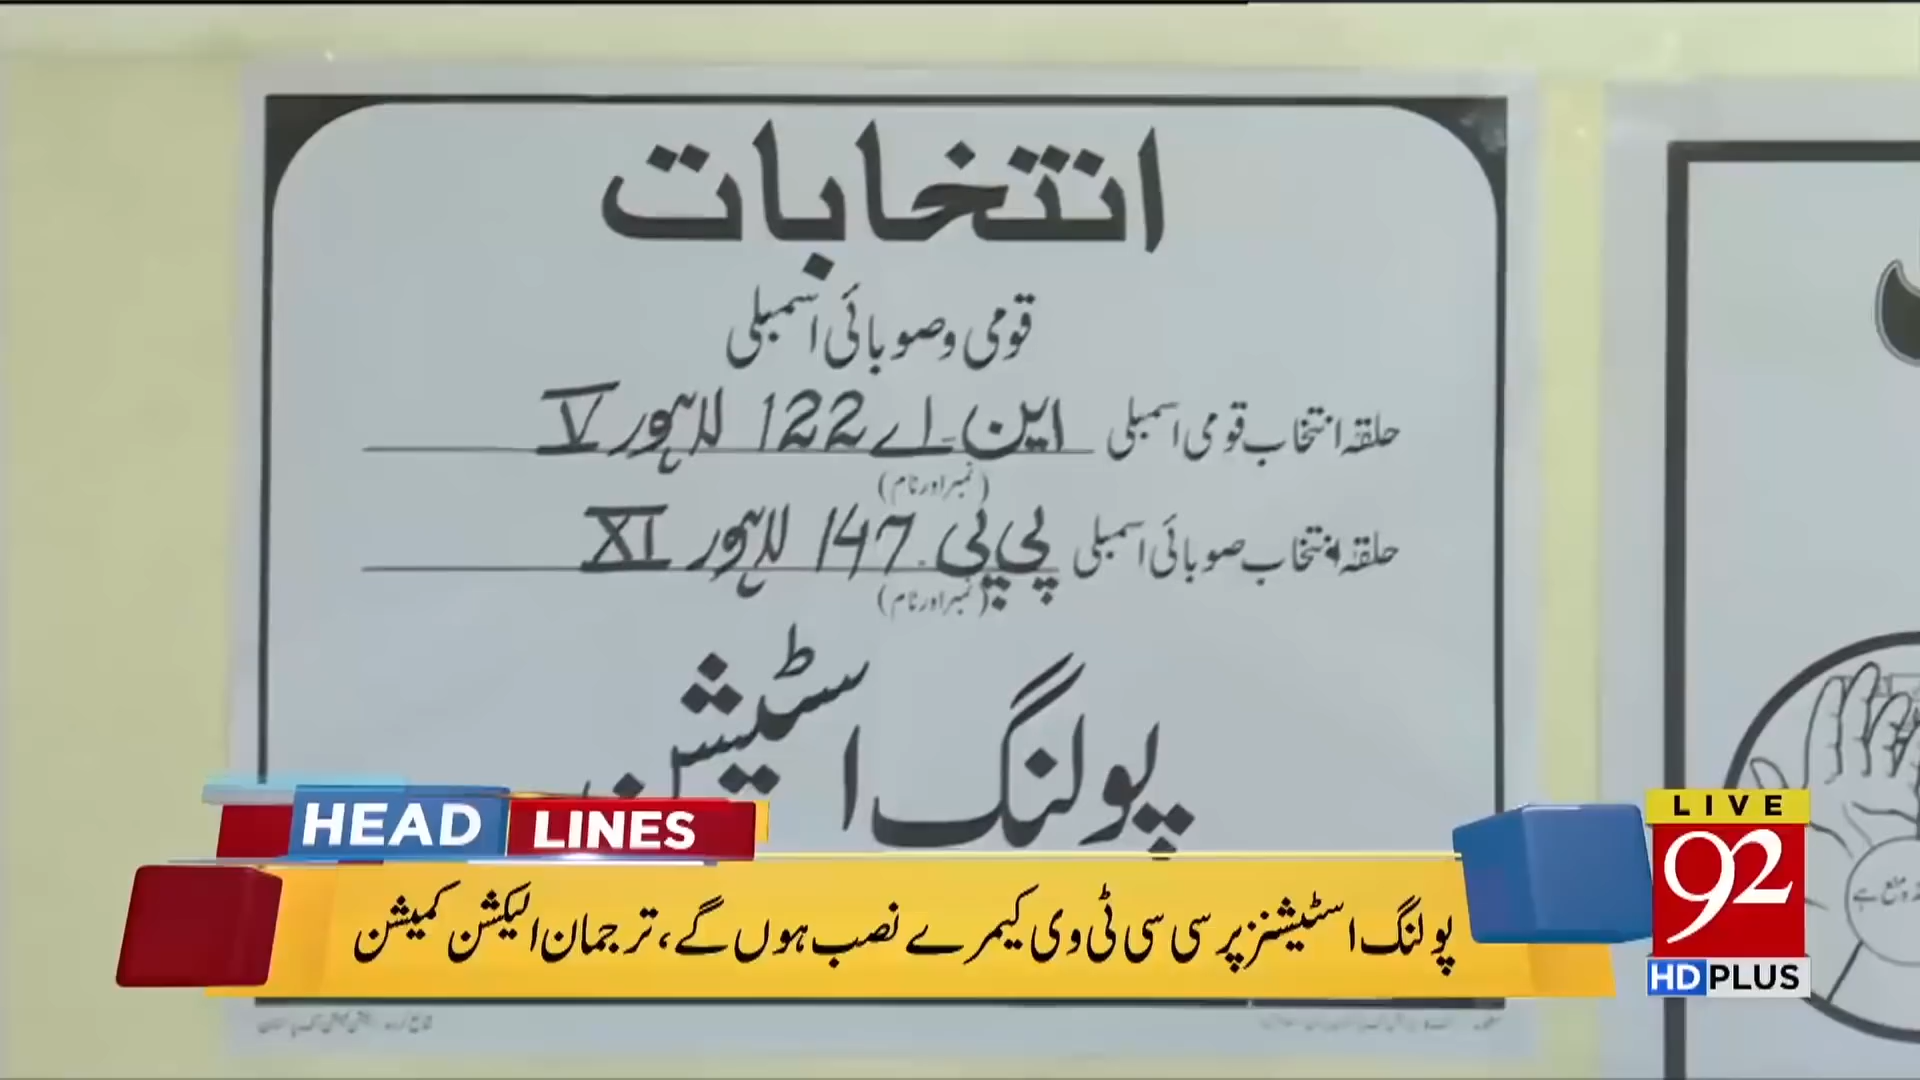 انتخابات
قومی و صوبائی اسمبلی
حلقہ انتخاب قومی اسمبلی این-اے 122 لاہور V
(نمبر اور نام)
حلقہ انتخاب صوبائی اسمبلی پی پی-147 لاہور XI
(نمبر اور نام)
پولنگ اسٹیشن
HEAD LINES
پولنگ اسٹیشنز پر سی سی ٹی وی کیمرے نصب ہوں گے، ترجمان الیکشن کمیشن
LIVE
92
HD PLUS